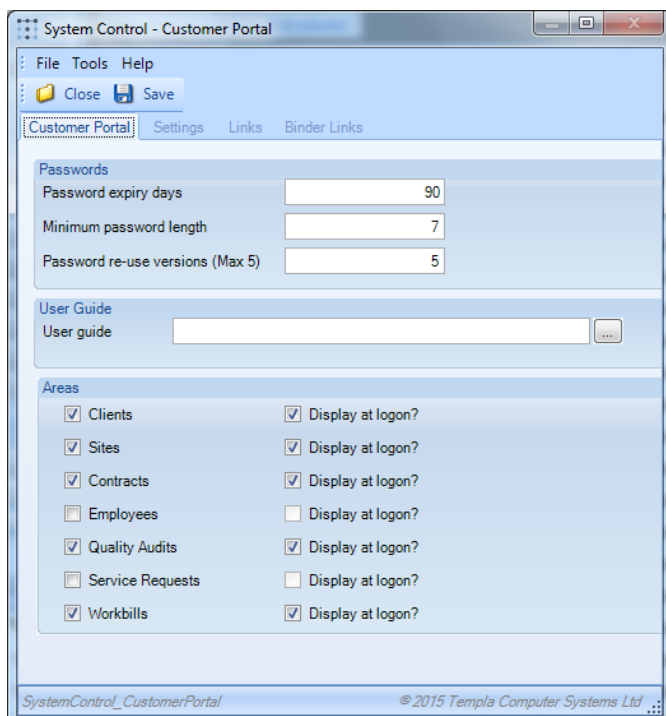 System Control - Customer Portal
File Tools Help
Close Save
Customer Portal Settings Links Binder Links
Passwords
Password expiry days 90
Minimum password length 7
Password re-use versions (Max 5) 5
User Guide
User guide ...
Areas
Clients Display at logon?
Sites Display at logon?
Contracts Display at logon?
Employees Display at logon?
Quality Audits Display at logon?
Service Requests Display at logon?
Workbills Display at logon?
SystemControl_CustomerPortal © 2015 Templa Computer Systems Ltd